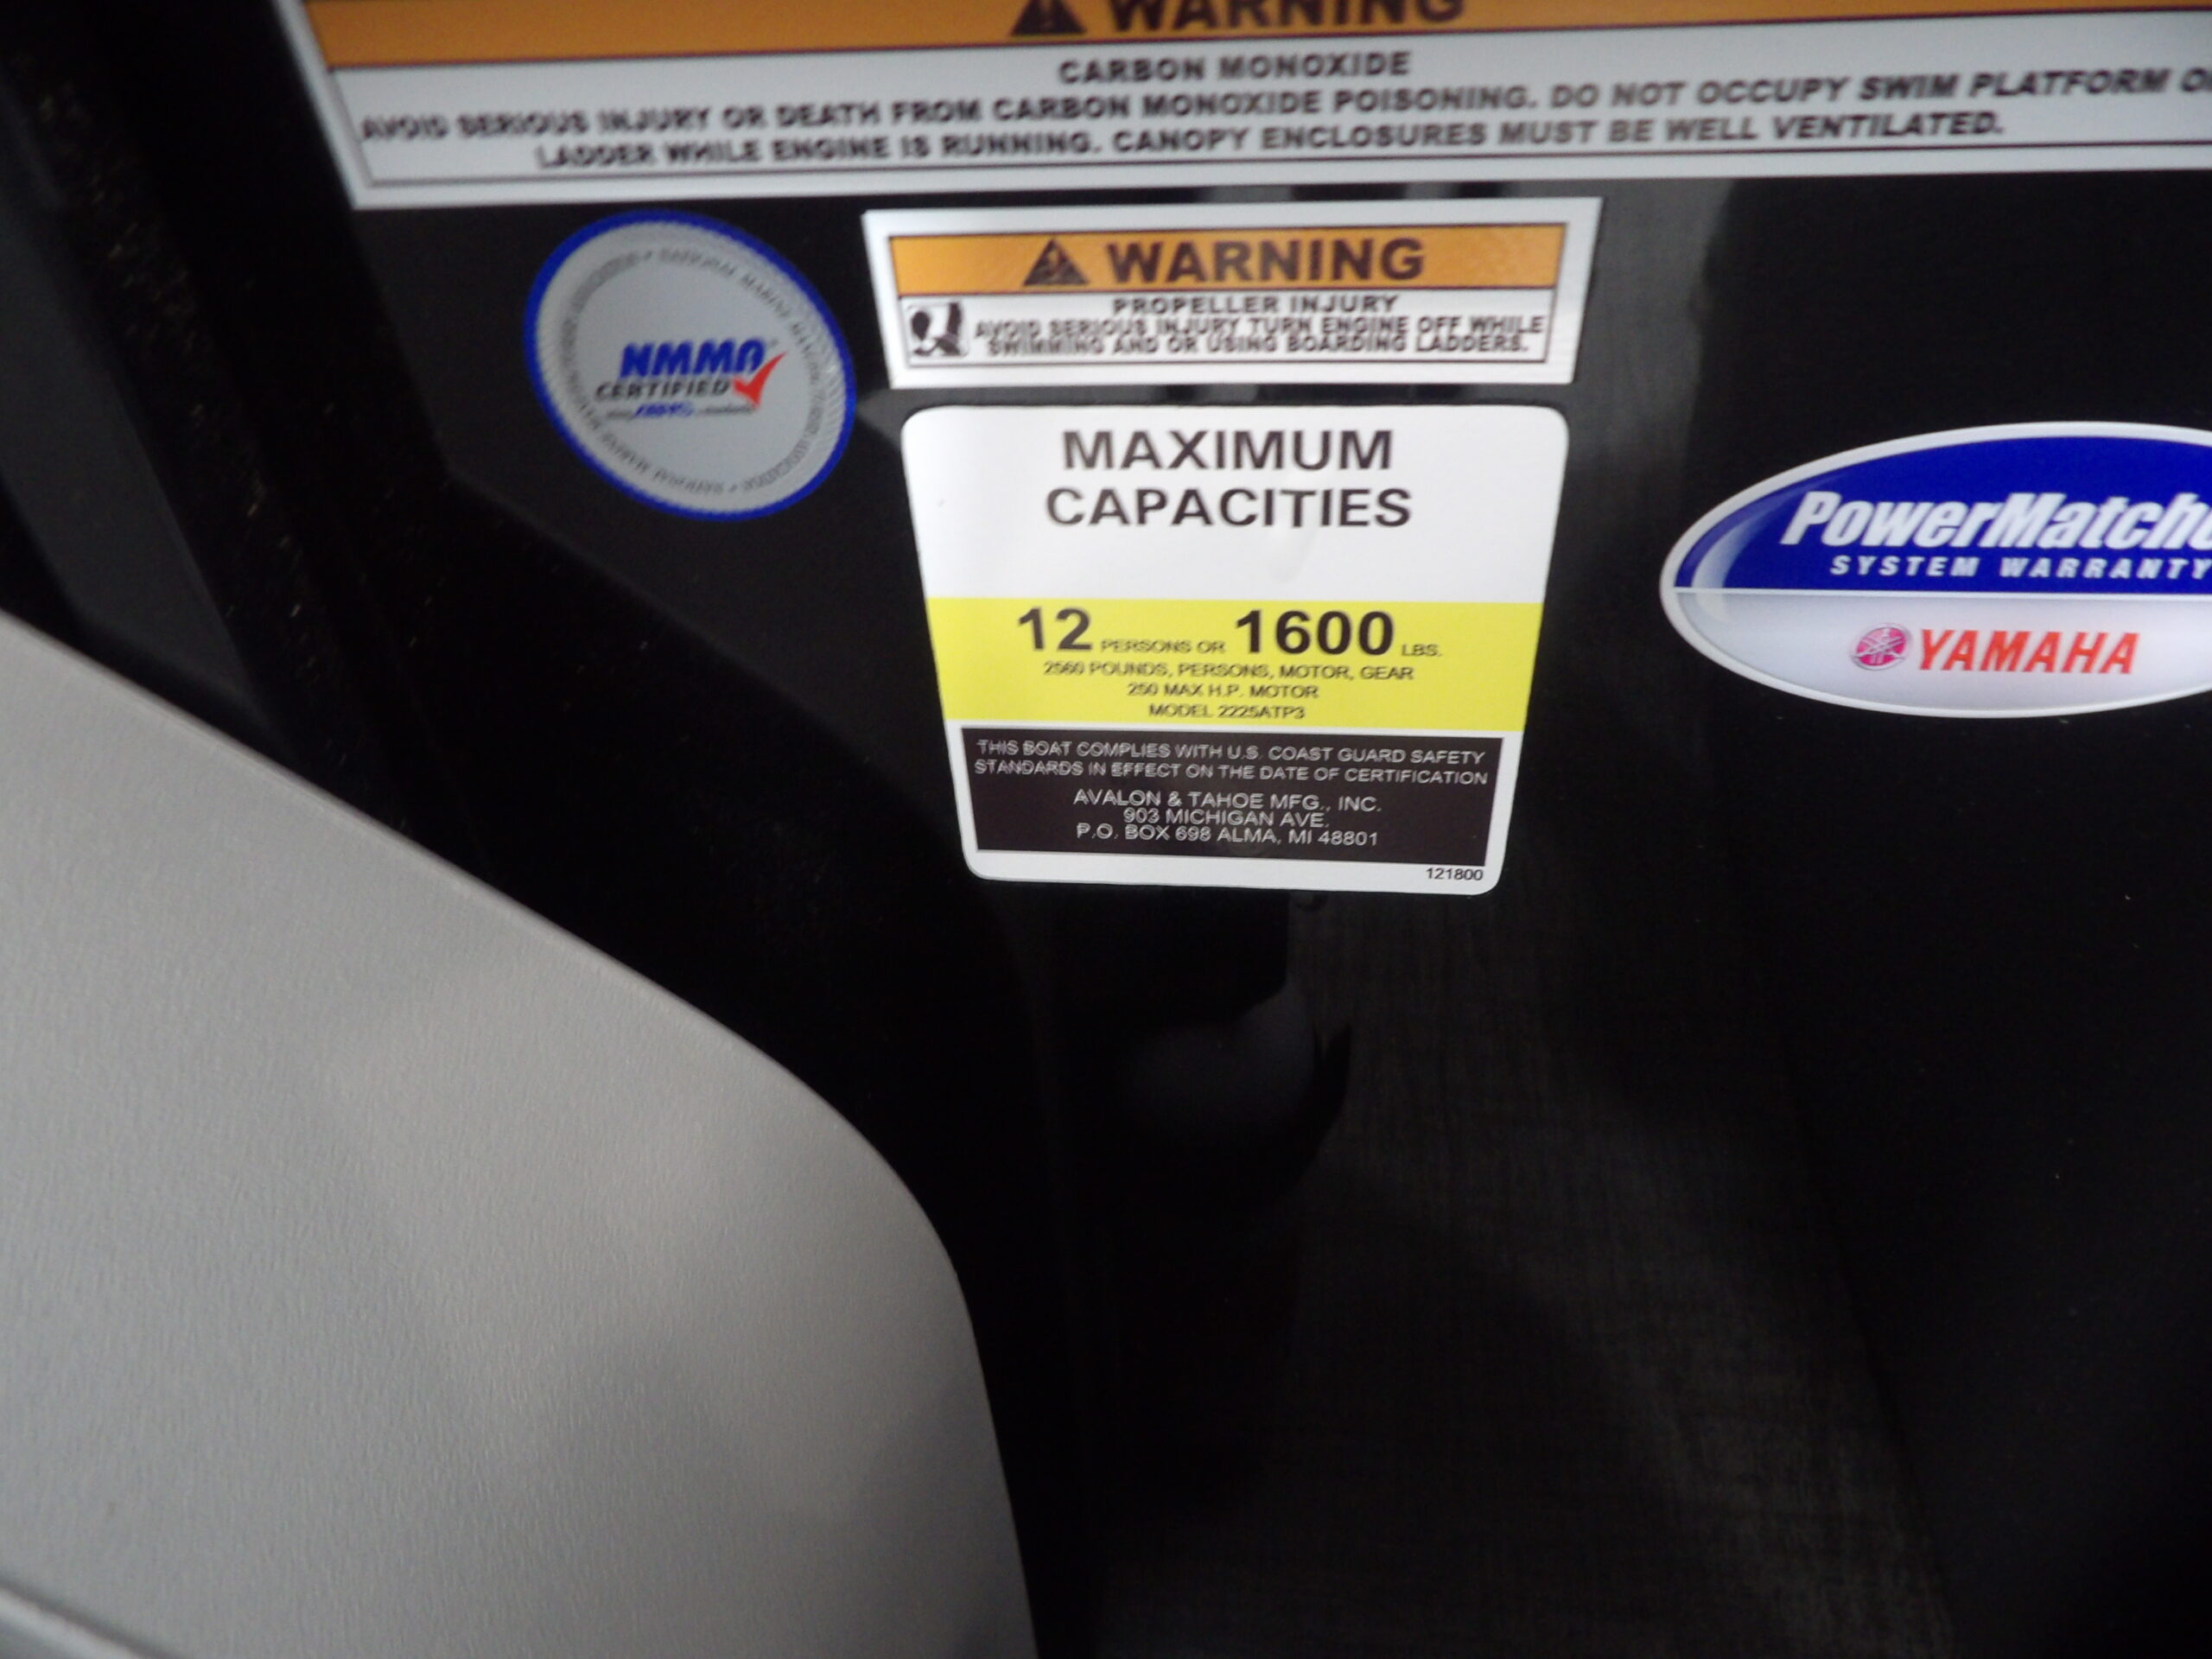 WARNING
CARBON MONOXIDE
AVOID SERIOUS INJURY OR DEATH FROM CARBON MONOXIDE POISONING. DO NOT OCCUPY SWIM PLATFORM
LADDER WHILE ENGINE IS RUNNING. CANOPY ENCLOSURES MUST BE WELL VENTILATED.
NMMA
CERTIFIED
WARNING
PROPELLER INJURY
AVOID SERIOUS INJURY TURN ENGINE OFF WHILE
SWIMMING AND OR USING BOARDING LADDERS.
MAXIMUM
CAPACITIES
12 PERSONS OR 1600 LBS.
2560 POUNDS, PERSONS, MOTOR, GEAR
250 MAX H.P. MOTOR
MODEL 2225ATP3
THIS BOAT COMPLIES WITH U.S. COAST GUARD SAFETY
STANDARDS IN EFFECT ON THE DATE OF CERTIFICATION
AVALON & TAHOE MFG., INC.
903 MICHIGAN AVE.
P.O. BOX 698 ALMA, MI 48801
121800
PowerMatche
SYSTEM WARRANTY
YAMAHA